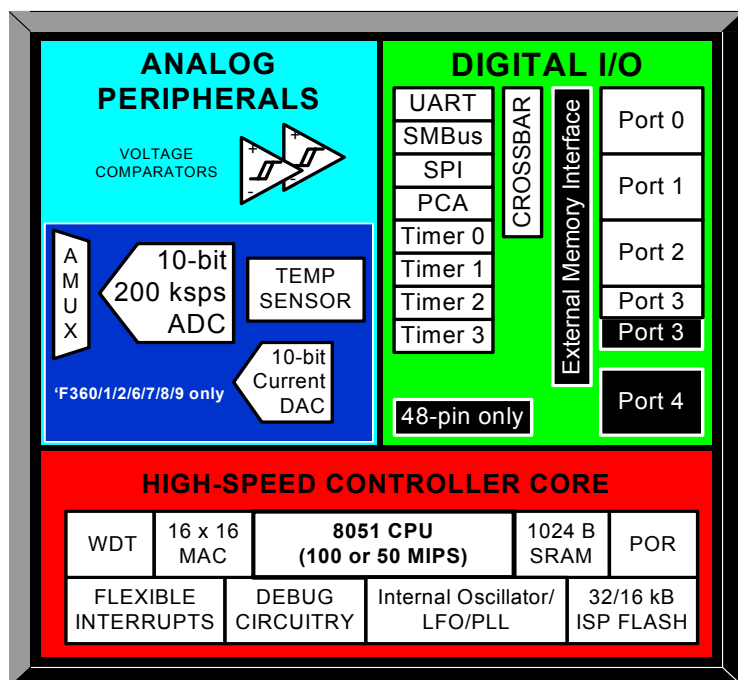 ANALOG
PERIPHERALS
VOLTAGE
COMPARATORS
+
-
+
-
A
M
U
X
10-bit
200 ksps
ADC
TEMP
SENSOR
10-bit
Current
DAC
‘F360/1/2/6/7/8/9 only
DIGITAL I/O
UART
SMBus
SPI
PCA
Timer 0
Timer 1
Timer 2
Timer 3
CROSSBAR
External Memory Interface
Port 0
Port 1
Port 2
Port 3
Port 3
Port 4
48-pin only
HIGH-SPEED CONTROLLER CORE
WDT
16 x 16
MAC
8051 CPU
(100 or 50 MIPS)
1024 B
SRAM
POR
FLEXIBLE
INTERRUPTS
DEBUG
CIRCUITRY
Internal Oscillator/
LFO/PLL
32/16 kB
ISP FLASH